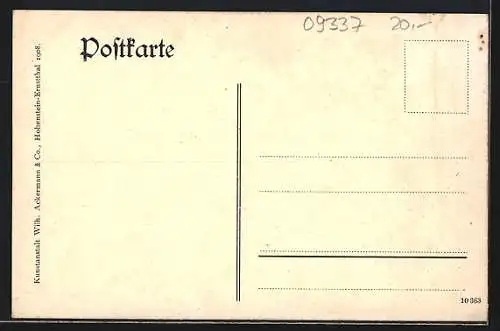 09337 20,-
Postkarte
Kunstanstalt Wilh. Ackermann & Co., Hohenstein-Ernstthal 1908.
10 363